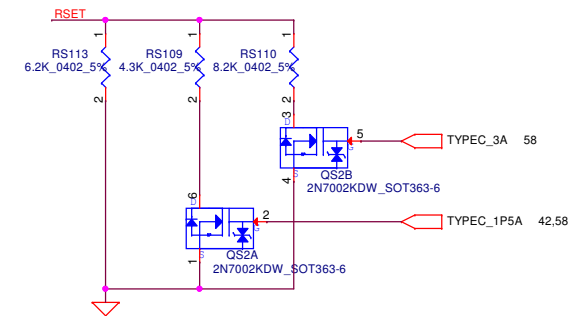 RSET
1 1 1
RS113 RS109 RS110
6.2K_0402_5% 4.3K_0402_5% 8.2K_0402_5%
2 2 2
3
D
5 TYPEC_3A 58
G
S
4 QS2B
2N7002KDW_SOT363-6
6
D
2 TYPEC_1P5A 42,58
G
S
1 QS2A
2N7002KDW_SOT363-6